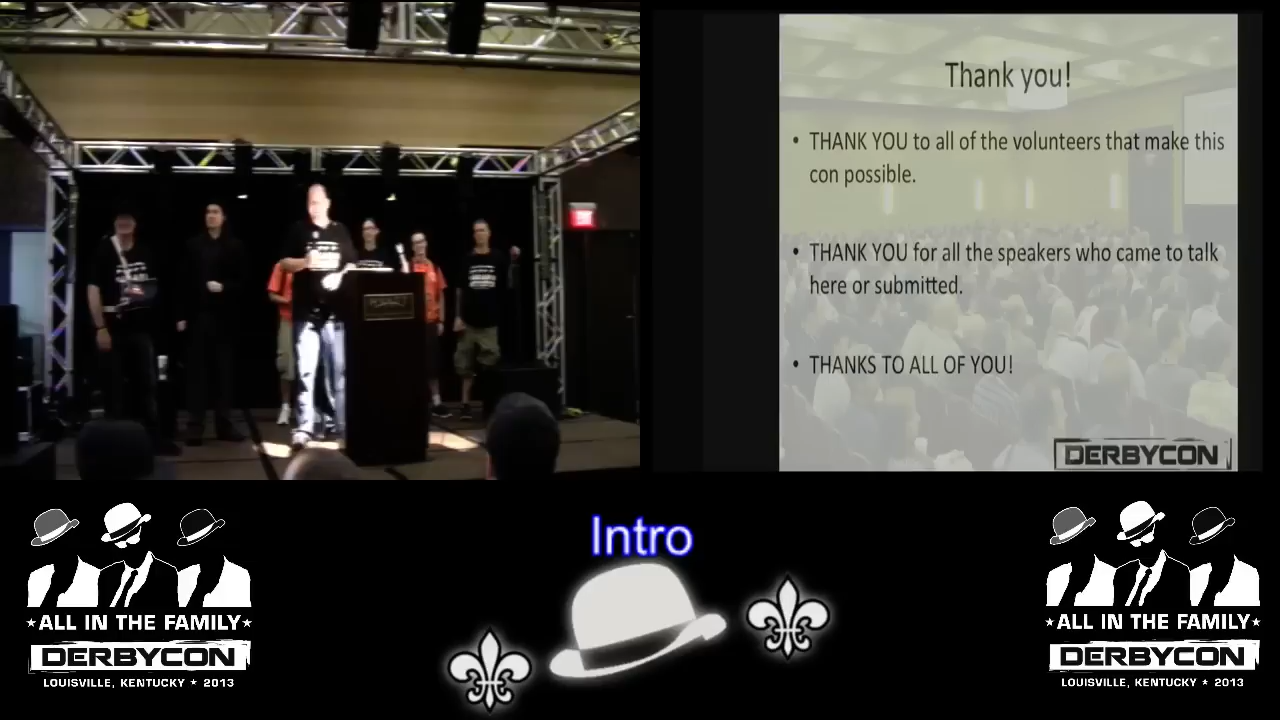 Thank you!
• THANK YOU to all of the volunteers that make this
con possible.
• THANK YOU for all the speakers who came to talk
here or submitted.
• THANKS TO ALL OF YOU!
DERBYCON
HYATT
EXIT
Intro
★ALL IN THE FAMILY★
DERBYCON
LOUISVILLE, KENTUCKY ★ 2013
★ALL IN THE FAMILY★
DERBYCON
LOUISVILLE, KENTUCKY ★ 2013